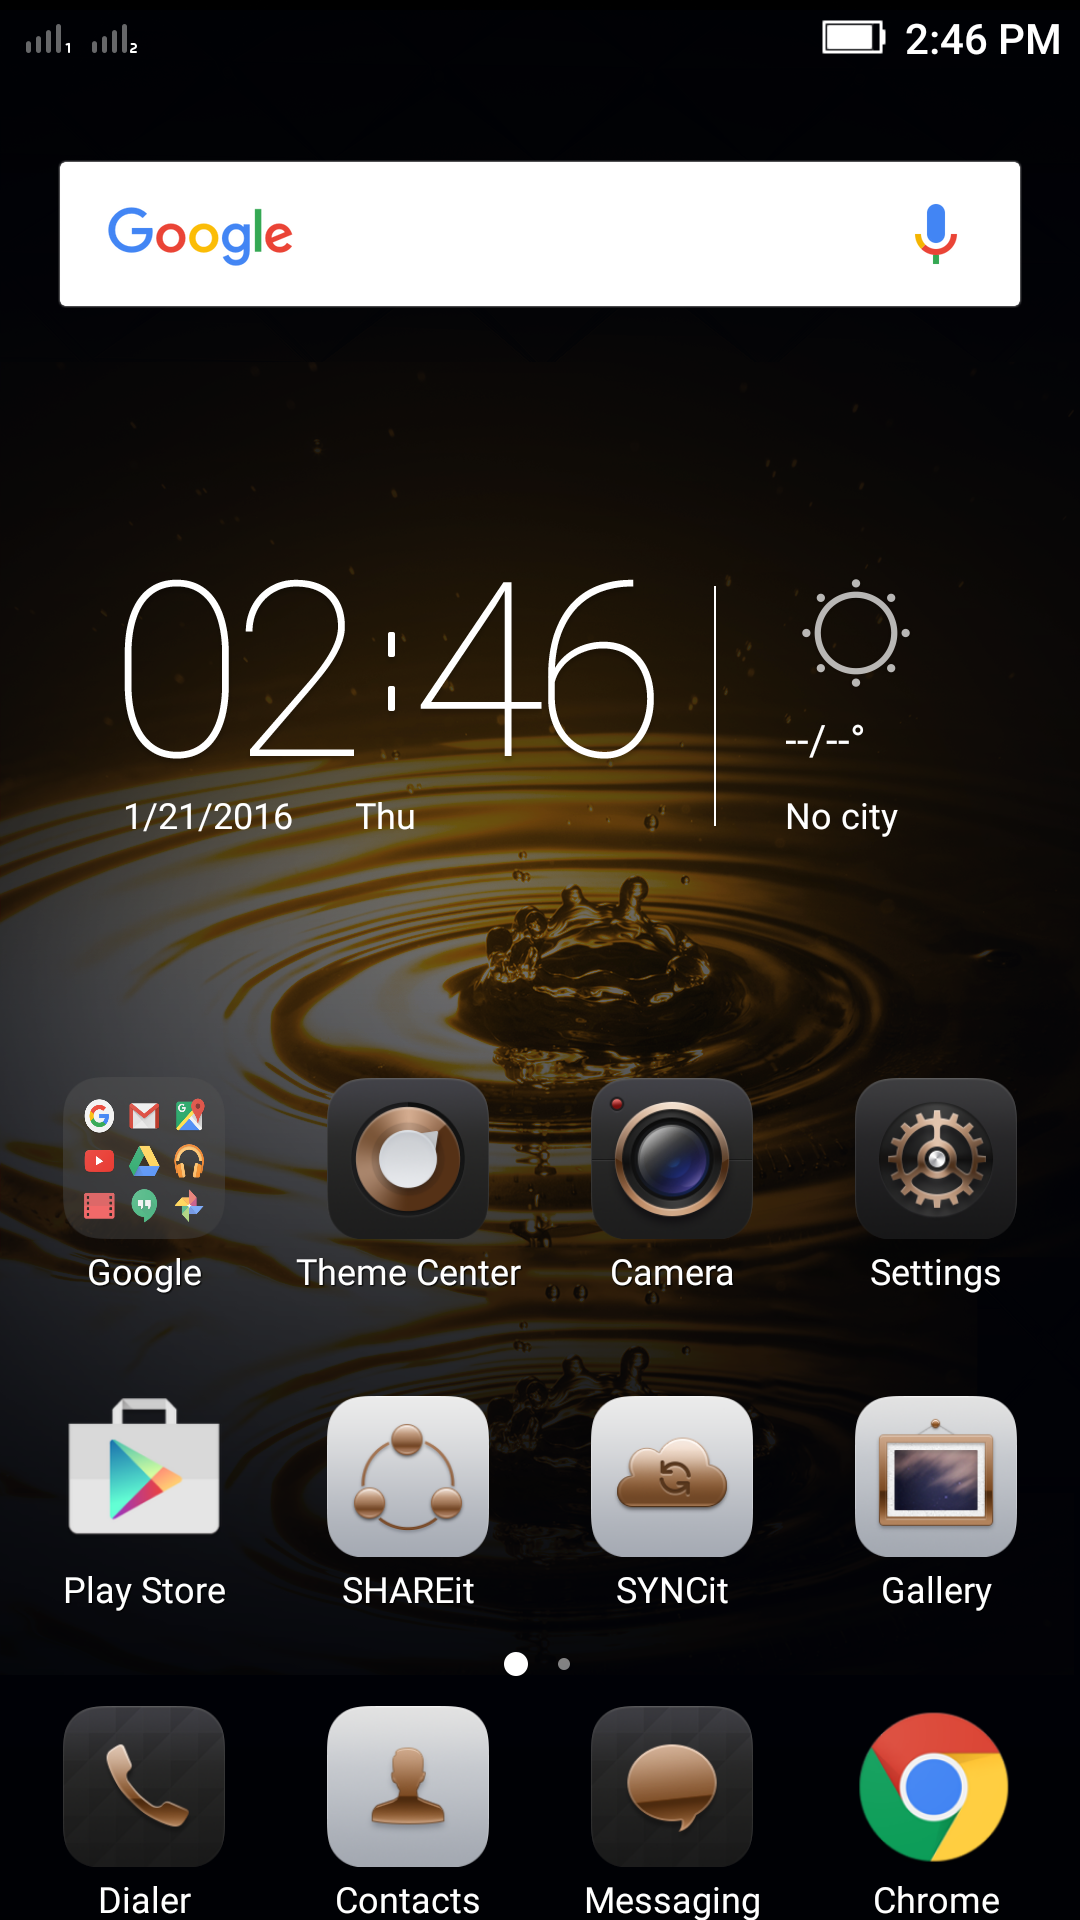 1 2 2:46 PM
Google
02:46
--/--°
1/21/2016 Thu No city
Google Theme Center Camera Settings
Play Store SHAREit SYNCit Gallery
Dialer Contacts Messaging Chrome